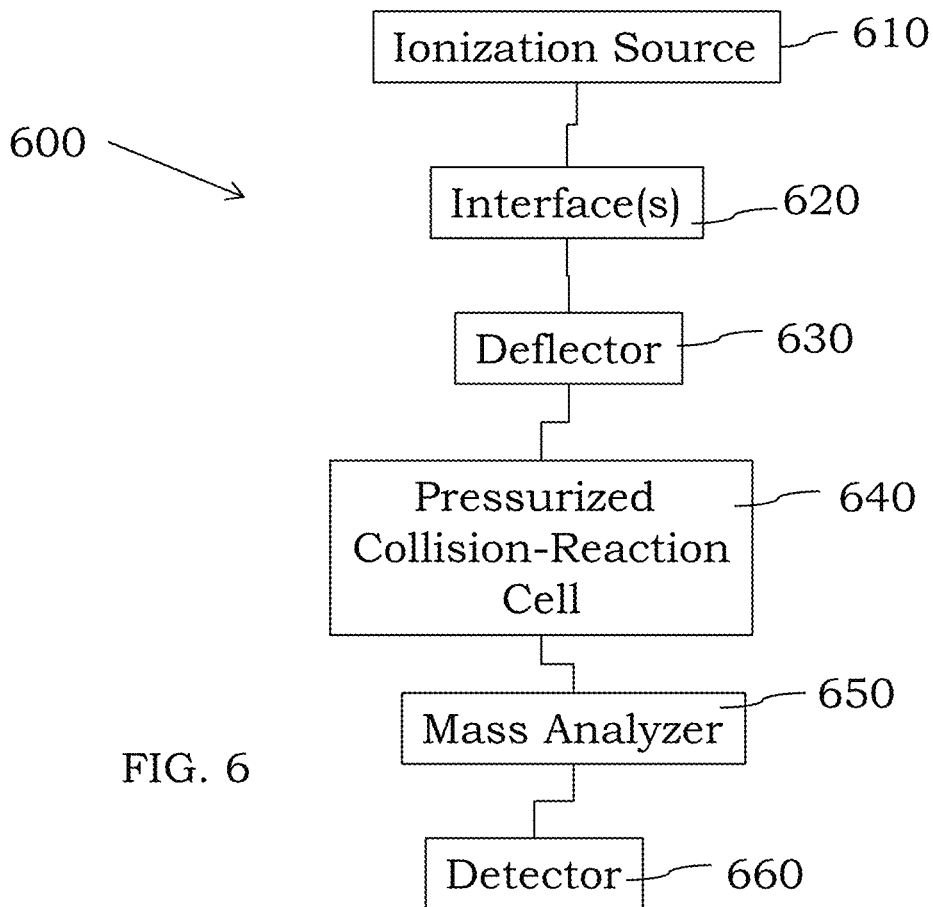 Ionization Source
610
600
Interface(s)
620
Deflector
630
Pressurized
Collision-Reaction
Cell
640
Mass Analyzer
650
FIG. 6
Detector
660